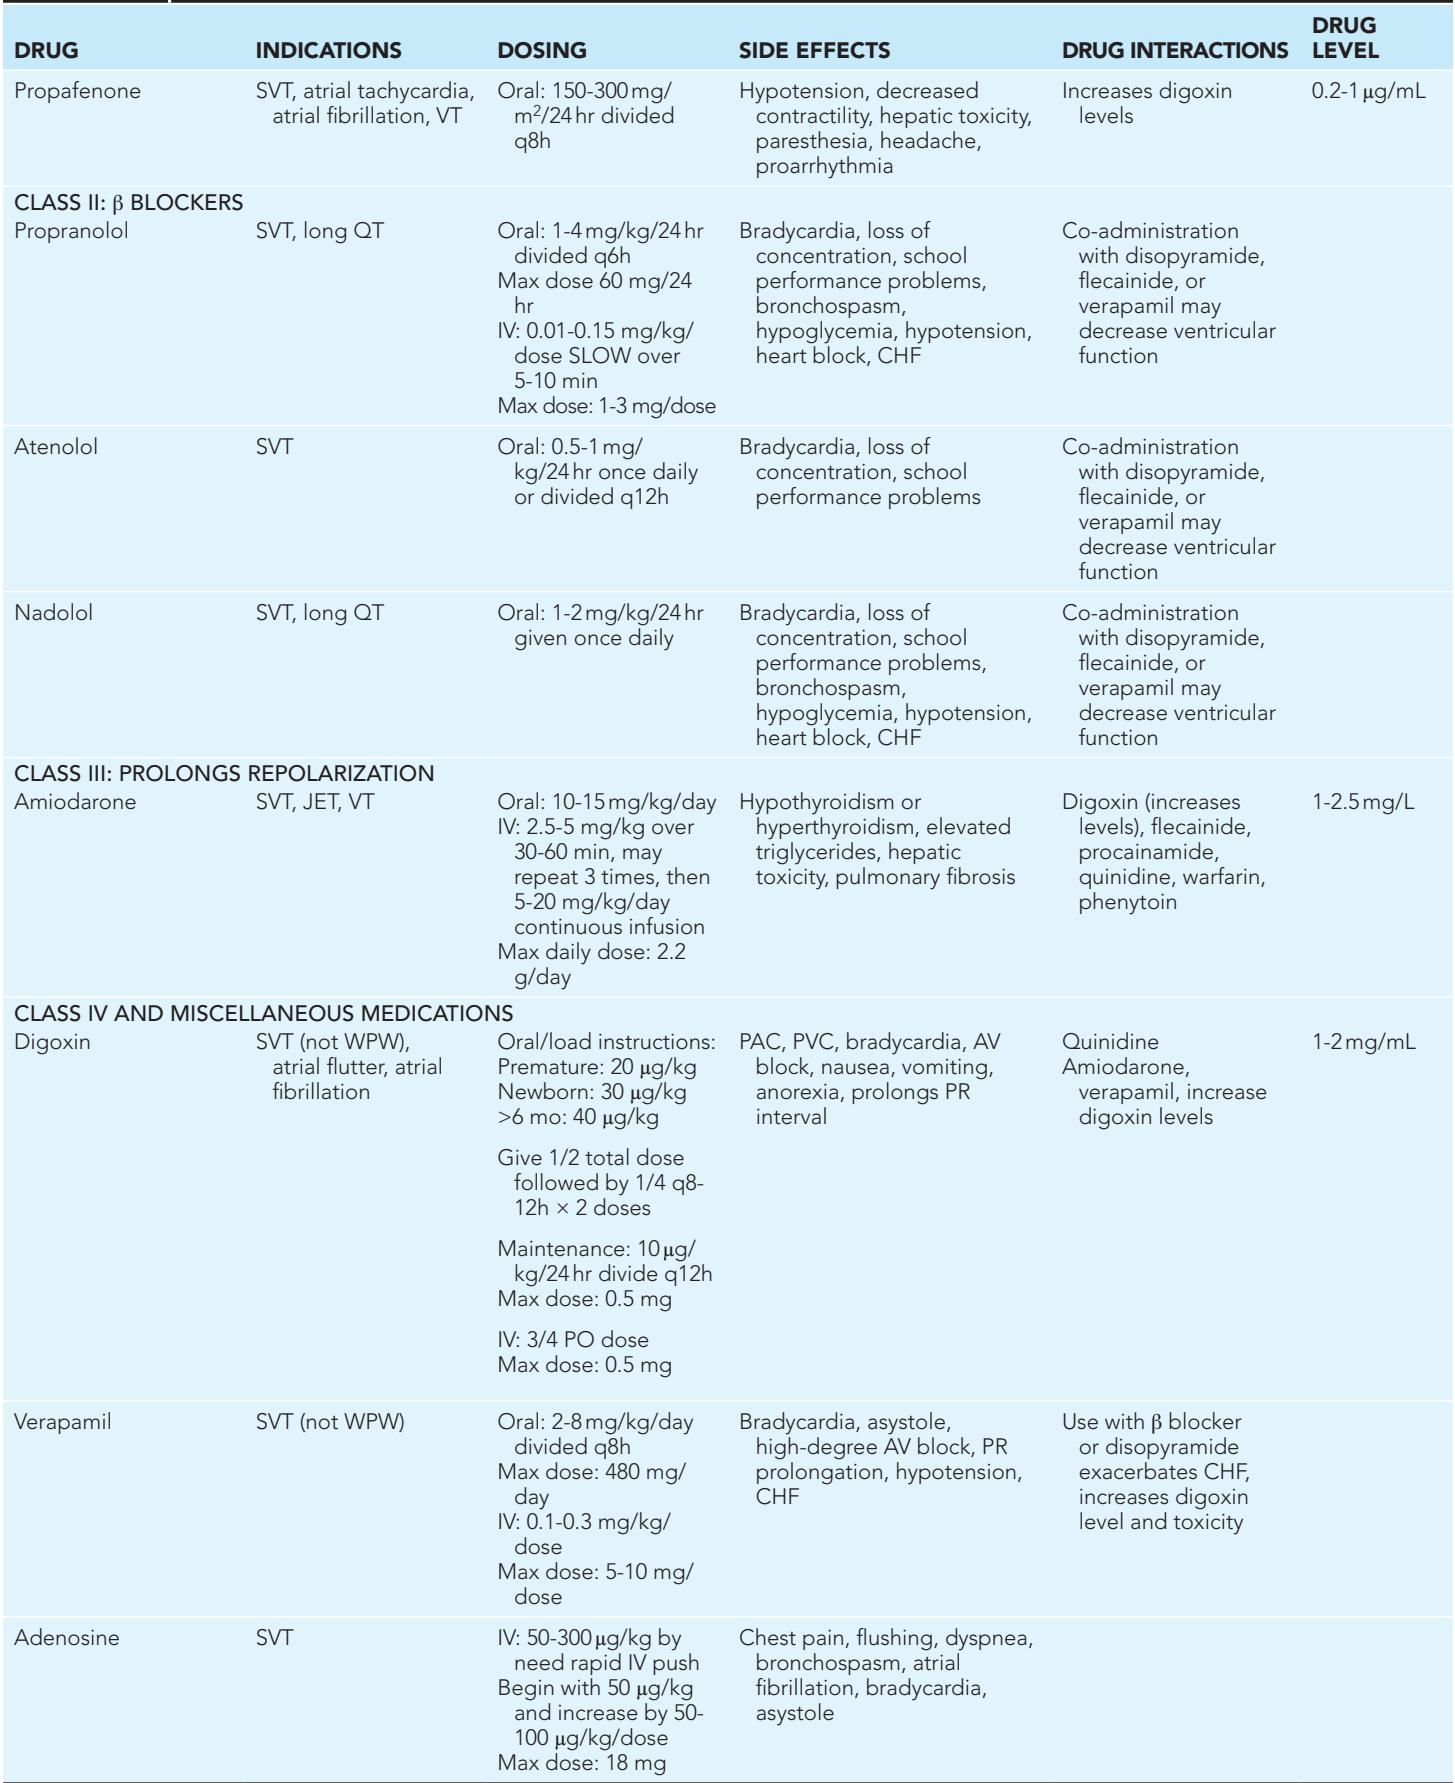 DRUG INDICATIONS DOSING SIDE EFFECTS DRUG INTERACTIONS DRUG LEVEL
Propafenone
SVT, atrial tachycardia,
atrial fibrillation, VT
Oral: 150-300 mg/
m²/24 hr divided
q8h
Hypotension, decreased
contractility, hepatic toxicity,
paresthesia, headache,
proarrhythmia
Increases digoxin
levels
0.2-1 µg/mL
CLASS II: β BLOCKERS
Propranolol
SVT, long QT
Oral: 1-4 mg/kg/24 hr
divided q6h
Max dose 60 mg/24
hr
IV: 0.01-0.15 mg/kg/
dose SLOW over
5-10 min
Max dose: 1-3 mg/dose
Bradycardia, loss of
concentration, school
performance problems,
bronchospasm,
hypoglycemia, hypotension,
heart block, CHF
Co-administration
with disopyramide,
flecainide, or
verapamil may
decrease ventricular
function
Atenolol
SVT
Oral: 0.5-1 mg/
kg/24 hr once daily
or divided q12h
Bradycardia, loss of
concentration, school
performance problems
Co-administration
with disopyramide,
flecainide, or
verapamil may
decrease ventricular
function
Nadolol
SVT, long QT
Oral: 1-2 mg/kg/24 hr
given once daily
Bradycardia, loss of
concentration, school
performance problems,
bronchospasm,
hypoglycemia, hypotension,
heart block, CHF
Co-administration
with disopyramide,
flecainide, or
verapamil may
decrease ventricular
function
CLASS III: PROLONGS REPOLARIZATION
Amiodarone
SVT, JET, VT
Oral: 10-15 mg/kg/day
IV: 2.5-5 mg/kg over
30-60 min, may
repeat 3 times, then
5-20 mg/kg/day
continuous infusion
Max daily dose: 2.2
g/day
Hypothyroidism or
hyperthyroidism, elevated
triglycerides, hepatic
toxicity, pulmonary fibrosis
Digoxin (increases
levels), flecainide,
procainamide,
quinidine, warfarin,
phenytoin
1-2.5 mg/L
CLASS IV AND MISCELLANEOUS MEDICATIONS
Digoxin
SVT (not WPW),
atrial flutter, atrial
fibrillation
Oral/load instructions:
Premature: 20 µg/kg
Newborn: 30 µg/kg
>6 mo: 40 µg/kg
Give 1/2 total dose
followed by 1/4 q8-
12h × 2 doses
Maintenance: 10 µg/
kg/24 hr divide q12h
Max dose: 0.5 mg
IV: 3/4 PO dose
Max dose: 0.5 mg
PAC, PVC, bradycardia, AV
block, nausea, vomiting,
anorexia, prolongs PR
interval
Quinidine
Amiodarone,
verapamil, increase
digoxin levels
1-2 mg/mL
Verapamil
SVT (not WPW)
Oral: 2-8 mg/kg/day
divided q8h
Max dose: 480 mg/
day
IV: 0.1-0.3 mg/kg/
dose
Max dose: 5-10 mg/
dose
Bradycardia, asystole,
high-degree AV block, PR
prolongation, hypotension,
CHF
Use with β blocker
or disopyramide
exacerbates CHF,
increases digoxin
level and toxicity
Adenosine
SVT
IV: 50-300 µg/kg by
need rapid IV push
Begin with 50 µg/kg
and increase by 50-
100 µg/kg/dose
Max dose: 18 mg
Chest pain, flushing, dyspnea,
bronchospasm, atrial
fibrillation, bradycardia,
asystole